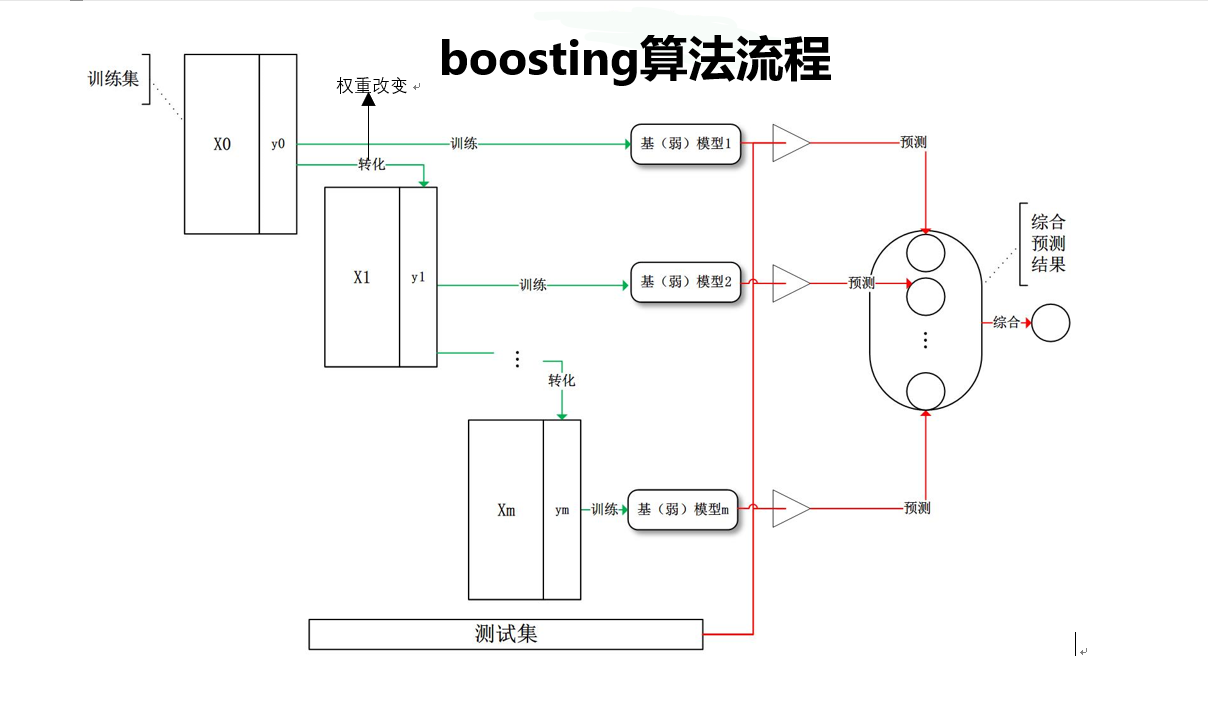 boosting算法流程
训练集
权重改变
X0
y0
训练
基（弱）模型1
预测
转化
综合
预测
结果
X1
y1
训练
基（弱）模型2
预测
综合
⋮
⋮
转化
Xm
ym
训练
基（弱）模型m
预测
测试集